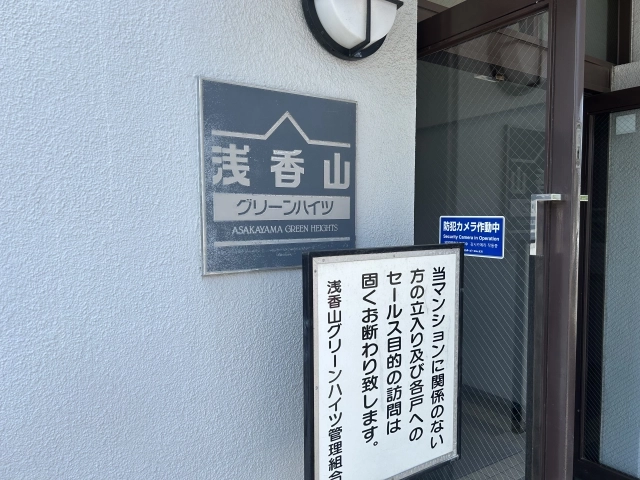 浅香山
グリーンハイツ
ASAKAYAMA GREEN HEIGHTS
防犯カメラ作動中
Security Camera in Operation
当マンションに関係のない
方の立入り及び各戸への
セールス目的の訪問は
固くお断わり致します。
浅香山グリーンハイツ管理組合